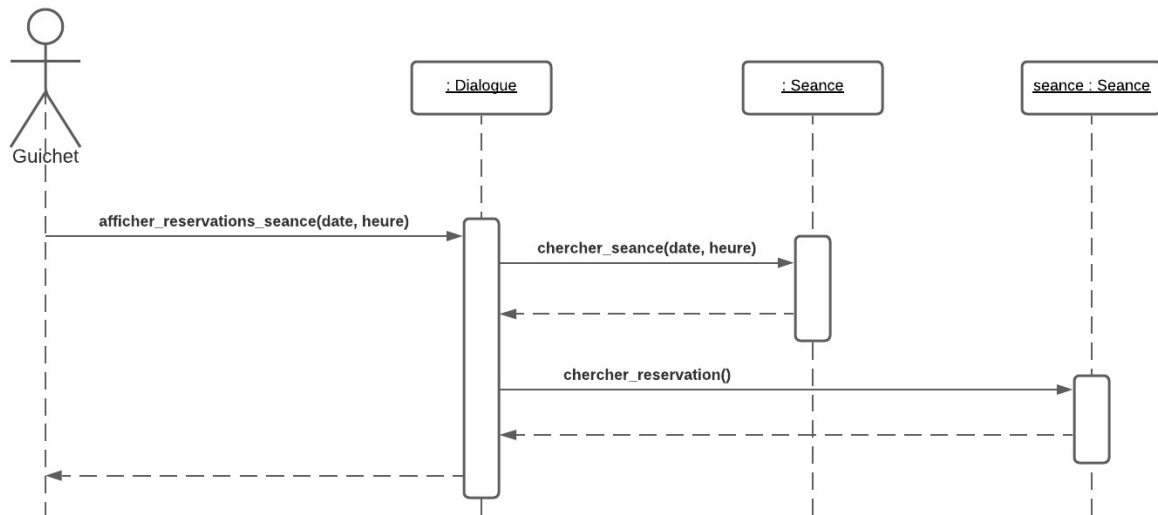 : Dialogue
: Seance
seance : Seance
Guichet
afficher_reservations_seance(date, heure)
chercher_seance(date, heure)
chercher_reservation()